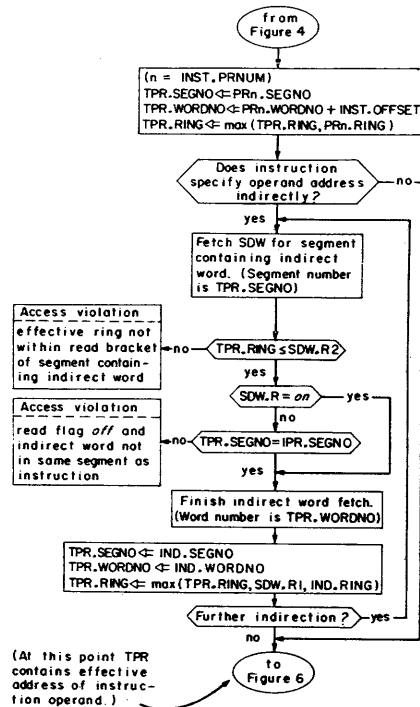 from
Figure 4
(n = INST.PRNUM)
TPR.SEGNO⇐PRn.SEGNO
TPR.WORDNO⇐PRn.WORDNO + INST.OFFSET
TPR.RING⇐ max(TPR.RING,PRn.RING)
Does instruction
specify operand address
indirectly?
no
yes
Fetch SDW for segment
containing indirect
word. (Segment number
is TPR.SEGNO)
Access violation
effective ring not
within read bracket
of segment contain-
ing indirect word
no
TPR.RING ≤ SDW.R2
yes
SDW.R = on
yes
no
Access violation
read flag off and
indirect word not
in same segment as
instruction
no
TPR.SEGNO = IPR.SEGNO
yes
Finish indirect word fetch.
(Word number is TPR.WORDNO)
TPR.SEGNO ⇐ IND.SEGNO
TPR.WORDNO ⇐ IND.WORDNO
TPR.RING ⇐ max(TPR.RING, SDW.R1, IND.RING)
Further indirection?
yes
no
(At this point TPR
contains effective
address of instruc-
tion operand.)
to
Figure 6